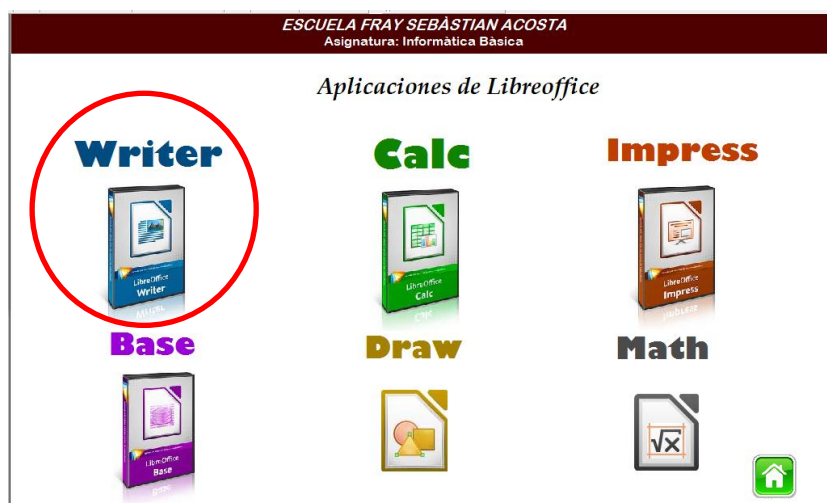 ESCUELA FRAY SEBÀSTIAN ACOSTA
Asignatura: Informàtica Bàsica
Aplicaciones de Libreoffice
Writer Calc Impress
LibreOffice
Writer
LibreOffice
Calc
LibreOffice
Impress
Base Draw Math
LibreOffice
Base
√x